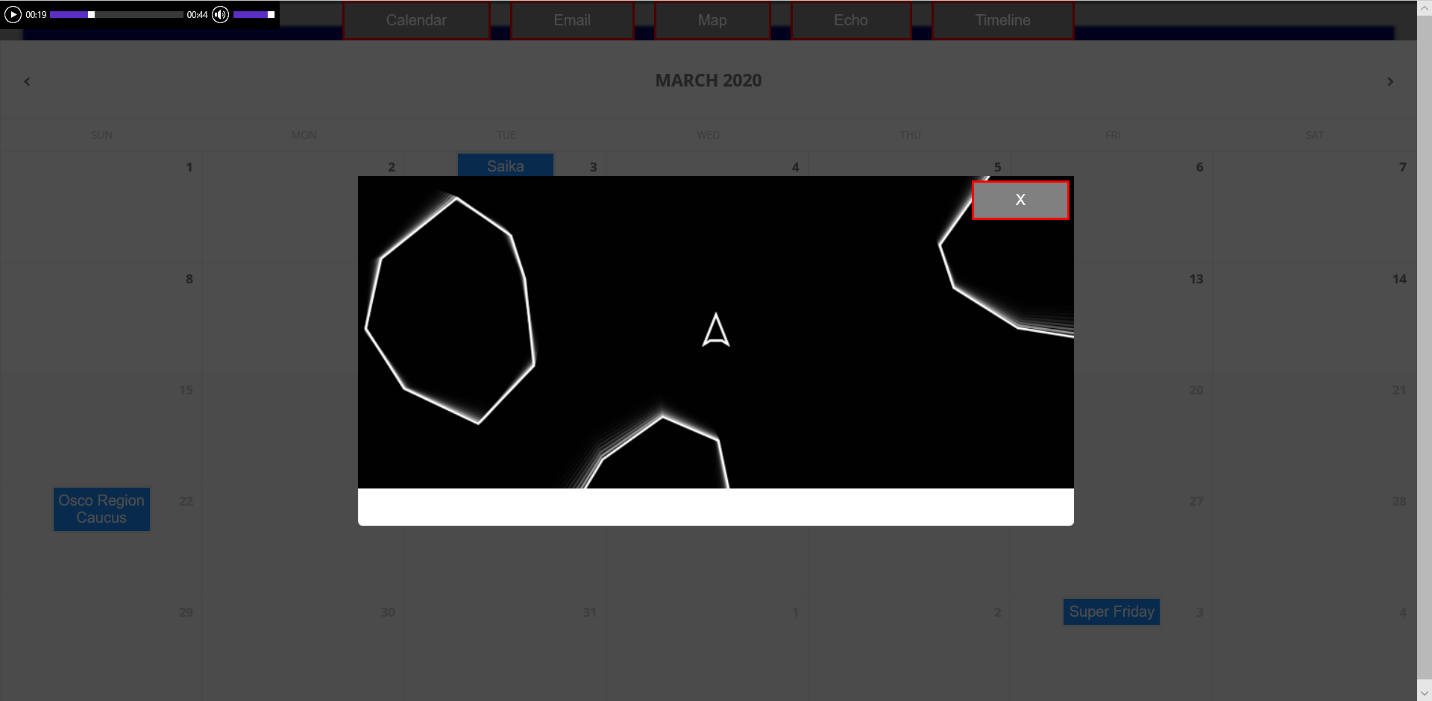 00:19 00:44
Calendar Email Map Echo Timeline
MARCH 2020
SUN MON TUE WED THU FRI SAT
1 2 Saika 3 4 5 6 7
X
8 13 14
15 20 21
Osco Region
Caucus
22 27 28
29 30 31 1 2 Super Friday 3 4